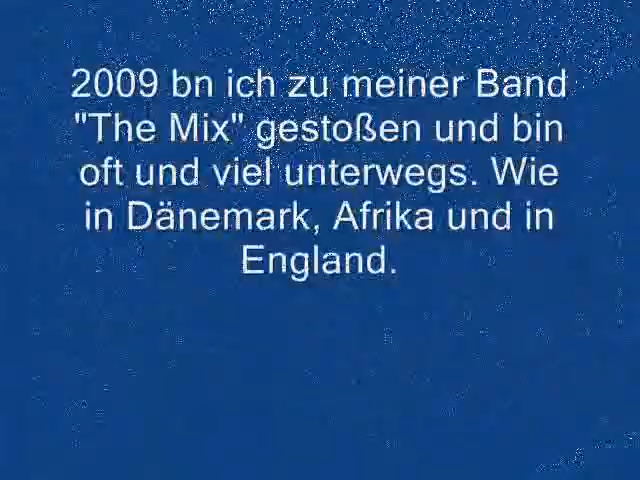 2009 bn ich zu meiner Band
"The Mix" gestoßen und bin
oft und viel unterwegs. Wie
in Dänemark, Afrika und in
England.